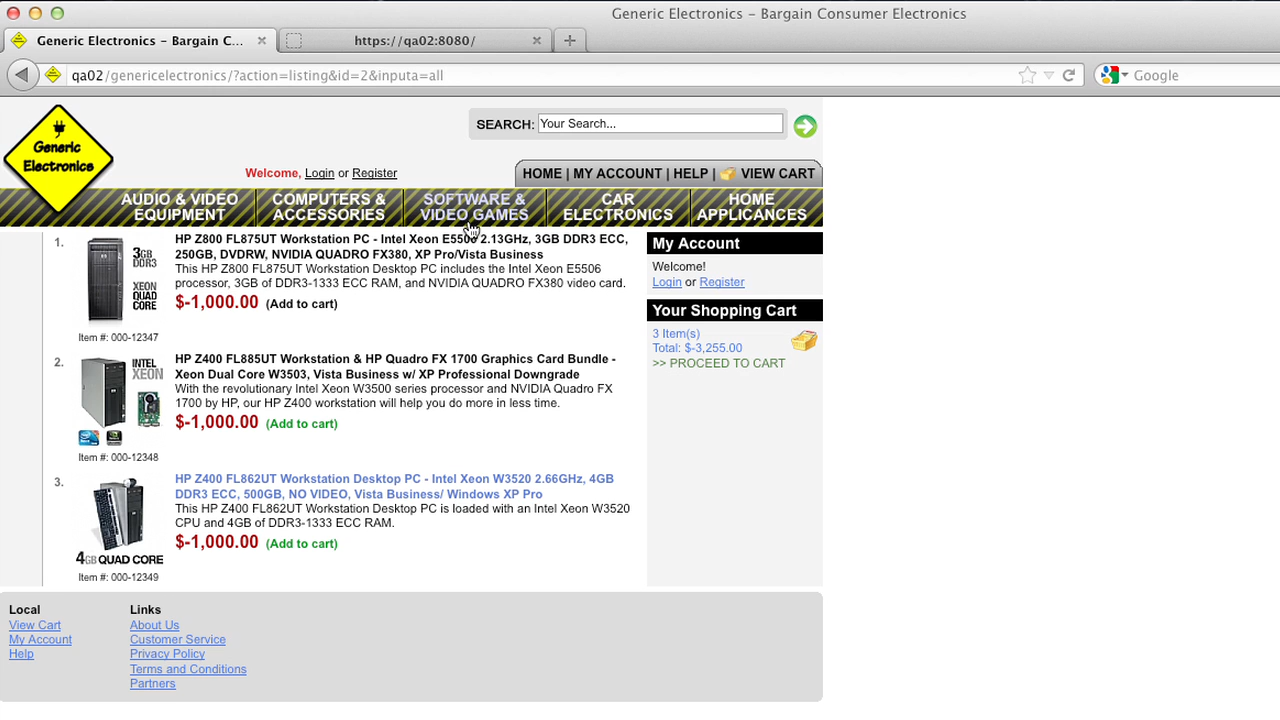 Generic Electronics – Bargain Consumer Electronics
Generic Electronics – Bargain C...
https://qa02:8080/
qa02/genericelectronics/?action=listing&id=2&inputa=all
Google
Generic
Electronics
SEARCH: Your Search...
Welcome, Login or Register
HOME | MY ACCOUNT | HELP | VIEW CART
AUDIO & VIDEO
EQUIPMENT
COMPUTERS &
ACCESSORIES
SOFTWARE &
VIDEO GAMES
CAR
ELECTRONICS
HOME
APPLICANCES
1.
3GB
DDR3
XEON
QUAD
CORE
Item #: 000-12347
HP Z800 FL875UT Workstation PC - Intel Xeon E5506 2.13GHz, 3GB DDR3 ECC,
250GB, DVDRW, NVIDIA QUADRO FX380, XP Pro/Vista Business
This HP Z800 FL875UT Workstation Desktop PC includes the Intel Xeon E5506
processor, 3GB of DDR3-1333 ECC RAM, and NVIDIA QUADRO FX380 video card.
$-1,000.00 (Add to cart)
2.
INTEL
XEON
Item #: 000-12348
HP Z400 FL885UT Workstation & HP Quadro FX 1700 Graphics Card Bundle -
Xeon Dual Core W3503, Vista Business w/ XP Professional Downgrade
With the revolutionary Intel Xeon W3500 series processor and NVIDIA Quadro FX
1700 by HP, our HP Z400 workstation will help you do more in less time.
$-1,000.00 (Add to cart)
3.
4GB QUAD CORE
Item #: 000-12349
HP Z400 FL862UT Workstation Desktop PC - Intel Xeon W3520 2.66GHz, 4GB
DDR3 ECC, 500GB, NO VIDEO, Vista Business/ Windows XP Pro
This HP Z400 FL862UT Workstation Desktop PC is loaded with an Intel Xeon W3520
CPU and 4GB of DDR3-1333 ECC RAM.
$-1,000.00 (Add to cart)
My Account
Welcome!
Login or Register
Your Shopping Cart
3 Item(s)
Total: $-3,255.00
>> PROCEED TO CART
Local
View Cart
My Account
Help
Links
About Us
Customer Service
Privacy Policy
Terms and Conditions
Partners